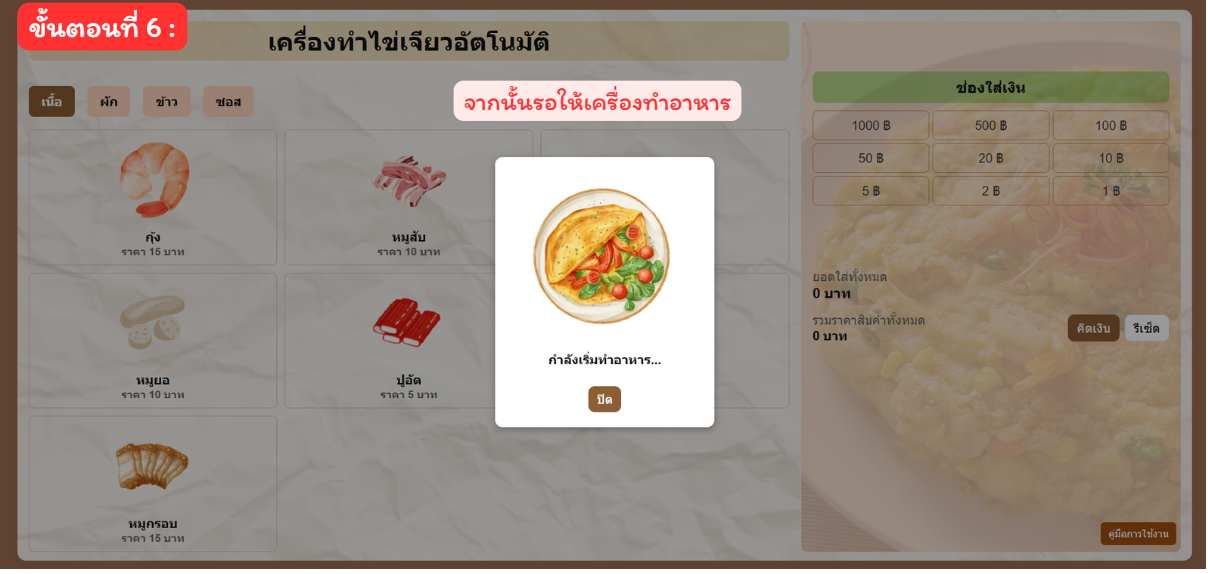 ขั้นตอนที่ 6 :
เครื่องทำไข่เจียวอัตโนมัติ
จากนั้นรอให้เครื่องทำอาหาร
เนื้อ
ผัก
ข้าว
ซอส
กุ้ง
ราคา 15 บาท
หมูสับ
ราคา 10 บาท
หมูยอ
ราคา 10 บาท
ปูอัด
ราคา 5 บาท
หมูกรอบ
ราคา 15 บาท
กำลังเริ่มทำอาหาร...
ปิด
ช่องใส่เงิน
1000 ฿
500 ฿
100 ฿
50 ฿
20 ฿
10 ฿
5 ฿
2 ฿
1 ฿
ยอดใส่ทั้งหมด
0 บาท
รวมราคาสินค้าทั้งหมด
0 บาท
คิดเงิน
รีเซ็ต
คู่มือการใช้งาน